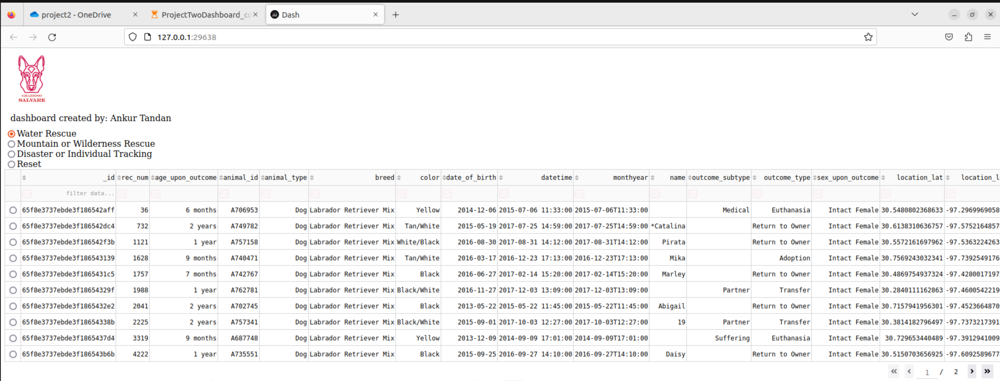 project2 - OneDrive
ProjectTwoDashboard_co
Dash
127.0.0.1:29638
GRAZIOSO
SALVARE
dashboard created by: Ankur Tandan
Water Rescue
Mountain or Wilderness Rescue
Disaster or Individual Tracking
Reset
_id rec_num age_upon_outcome animal_id animal_type breed color date_of_birth datetime monthyear name outcome_subtype outcome_type sex_upon_outcome location_lat location_l
Aa filter data... Aa Aa Aa Aa Aa Aa Aa Aa Aa Aa Aa Aa Aa Aa Aa
65f8e3737ebde3f186542aff 36 6 months A706953 Dog Labrador Retriever Mix Yellow 2014-12-06 2015-07-06 11:33:00 2015-07-06T11:33:00 Medical Euthanasia Intact Female 30.5480802368633 -97.2969969058
65f8e3737ebde3f186542dc4 732 2 years A749782 Dog Labrador Retriever Mix Tan/White 2015-05-19 2017-07-25 14:59:00 2017-07-25T14:59:00 *Catalina Return to Owner Intact Female 30.6138310636757 -97.5752164857
65f8e3737ebde3f186542f3b 1121 1 year A757158 Dog Labrador Retriever Mix White/Black 2016-08-30 2017-08-31 14:12:00 2017-08-31T14:12:00 Pirata Return to Owner Intact Female 30.5572161697962 -97.5363224263
65f8e3737ebde3f186543139 1628 9 months A740471 Dog Labrador Retriever Mix Tan/White 2016-03-17 2016-12-23 17:13:00 2016-12-23T17:13:00 Mika Adoption Intact Female 30.7569243032341 -97.7392549176
65f8e3737ebde3f1865431c5 1757 7 months A742767 Dog Labrador Retriever Mix Black 2016-06-27 2017-02-14 15:20:00 2017-02-14T15:20:00 Marley Return to Owner Intact Female 30.4869754937324 -97.4280017197
65f8e3737ebde3f18654329f 1988 1 year A762781 Dog Labrador Retriever Mix Black/White 2016-11-27 2017-12-03 13:09:00 2017-12-03T13:09:00 Partner Transfer Intact Female 30.2840111162863 -97.4600542219
65f8e3737ebde3f1865432e2 2041 2 years A702745 Dog Labrador Retriever Mix Black 2013-05-22 2015-05-22 11:45:00 2015-05-22T11:45:00 Abigail Return to Owner Intact Female 30.7157941956301 -97.4523664870
65f8e3737ebde3f18654338b 2225 2 years A757341 Dog Labrador Retriever Mix Black/White 2015-09-01 2017-10-03 12:27:00 2017-10-03T12:27:00 19 Partner Transfer Intact Female 30.3814182796497 -97.7373217391
65f8e3737ebde3f1865437d4 3319 9 months A687748 Dog Labrador Retriever Mix Yellow 2013-12-09 2014-09-09 17:01:00 2014-09-09T17:01:00 Suffering Euthanasia Intact Female 30.729653440489 -97.3912941009
65f8e3737ebde3f186543b6b 4222 1 year A735551 Dog Labrador Retriever Mix Black 2015-09-25 2016-09-27 14:10:00 2016-09-27T14:10:00 Daisy Return to Owner Intact Female 30.5150703656925 -97.6092589677
1 / 2